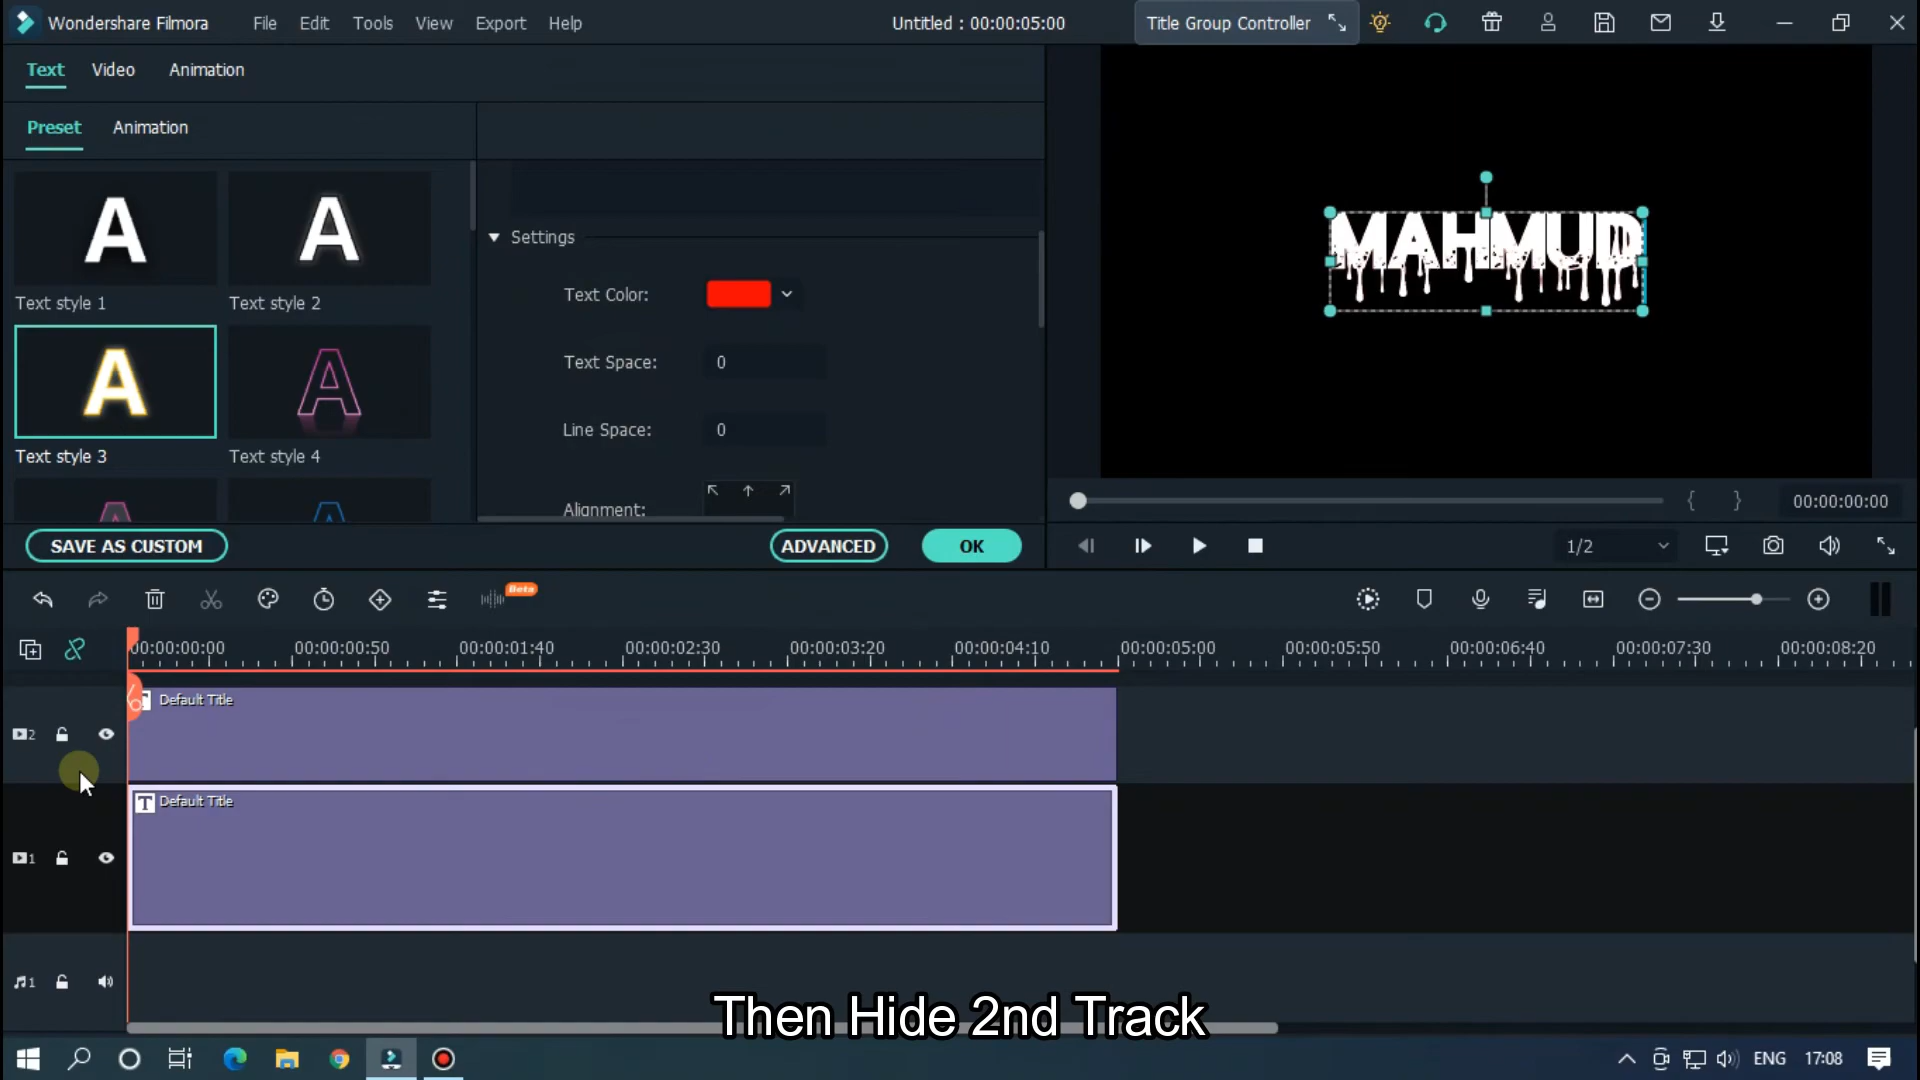 Wondershare Filmora File Edit Tools View Export Help Untitled : 00:00:05:00 Title Group Controller
Text Video Animation
Preset Animation
A A
Text style 1 Text style 2
A A
Text style 3 Text style 4
Settings
Text Color:
Text Space: 0
Line Space: 0
Alignment:
MAHMUD
{ } 00:00:00:00
SAVE AS CUSTOM ADVANCED OK
1/2
Beta
00:00:00:00 00:00:00:50 00:00:01:40 00:00:02:30 00:00:03:20 00:00:04:10 00:00:05:00 00:00:05:50 00:00:06:40 00:00:07:30 00:00:08:20
Default Title
2
T Default Title
1
1
Then Hide 2nd Track
ENG 17:08